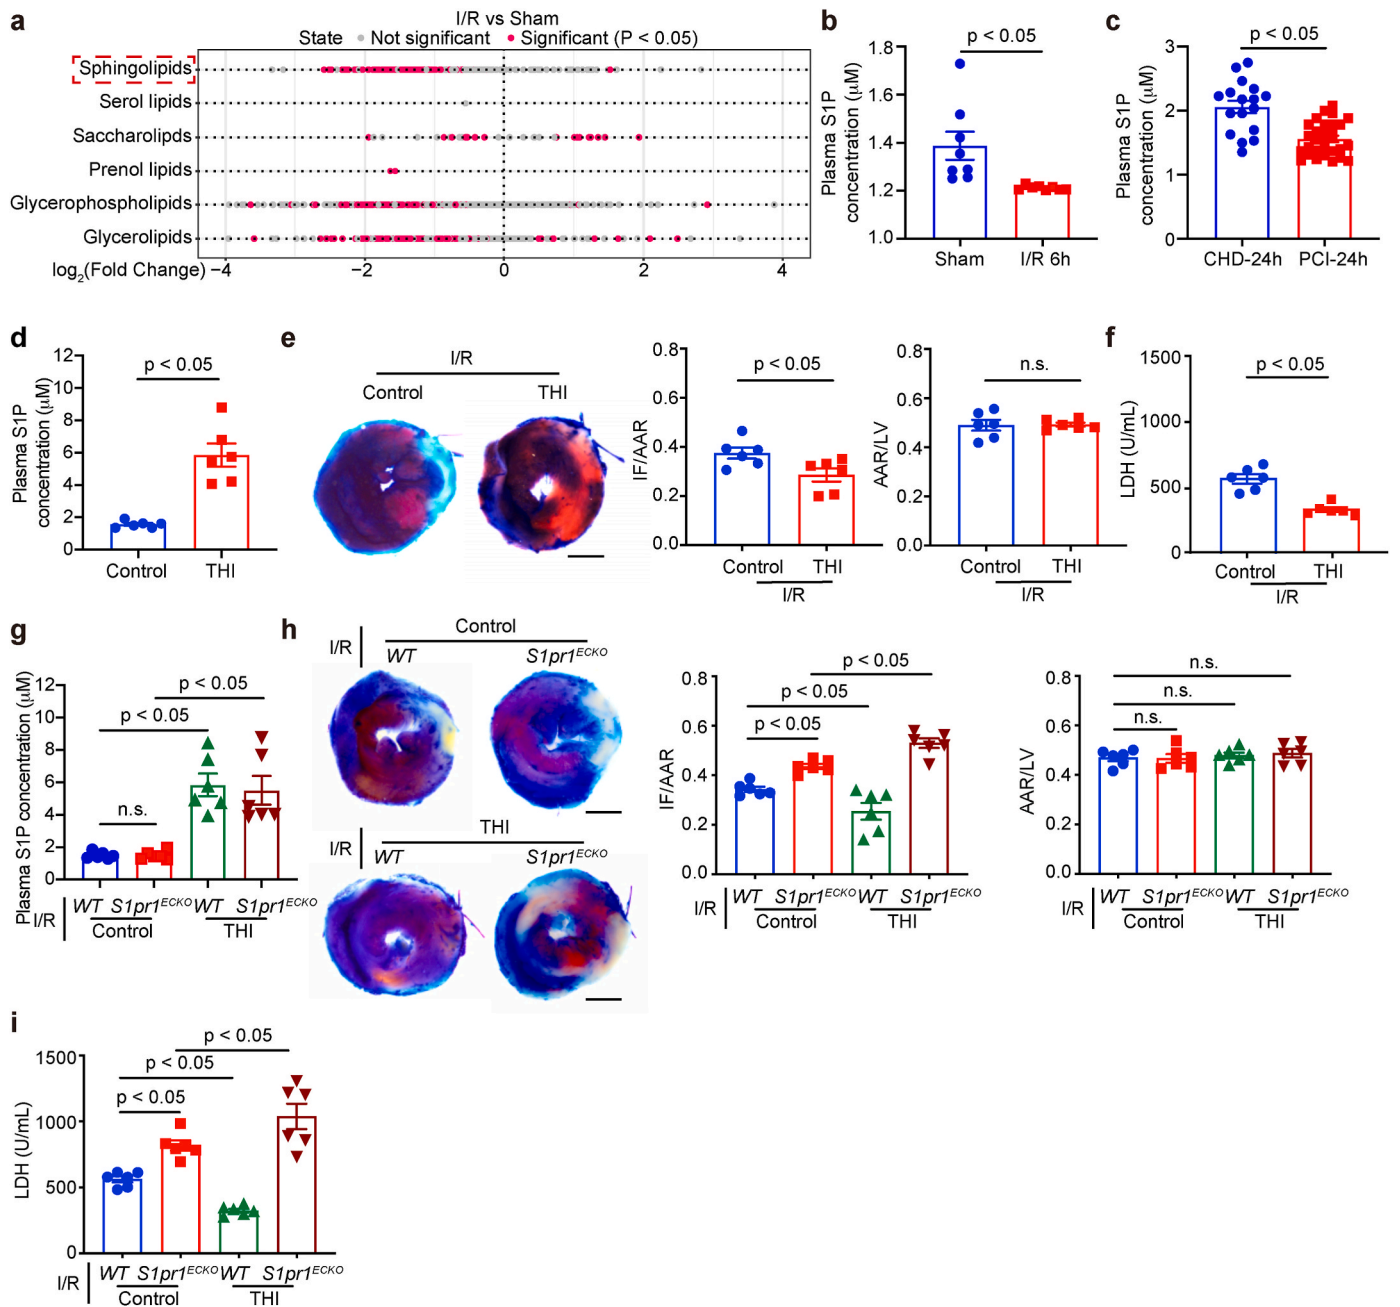 a
I/R vs Sham
State Not significant Significant (P < 0.05)
Sphingolipids
Serol lipids
Saccharolipds
Prenol lipids
Glycerophospholipids
Glycerolipids
log2(Fold Change) −4 −2 0 2 4
b
p < 0.05
Plasma S1P
concentration (μM)
1.8
1.6
1.4
1.2
1.0
Sham I/R 6h
c
p < 0.05
Plasma S1P
concentration (μM)
3
2
1
0
CHD-24h PCI-24h
d
p < 0.05
Plasma S1P
concentration (μM)
12
10
8
6
4
2
0
Control THI
e
I/R
Control THI
p < 0.05
IF/AAR
0.8
0.6
0.4
0.2
0.0
Control THI
I/R
n.s.
AAR/LV
0.8
0.6
0.4
0.2
0.0
Control THI
I/R
f
p < 0.05
LDH (U/mL)
1500
1000
500
0
Control THI
I/R
g
p < 0.05
p < 0.05
n.s.
Plasma S1P concentration (μM)
12
10
8
6
4
2
0
I/R WT S1pr1ECKO WT S1pr1ECKO
Control THI
h
Control
I/R WT S1pr1ECKO
THI
I/R WT S1pr1ECKO
p < 0.05
p < 0.05
p < 0.05
IF/AAR
0.8
0.6
0.4
0.2
0.0
I/R WT S1pr1ECKO WT S1pr1ECKO
Control THI
n.s.
n.s.
n.s.
AAR/LV
0.8
0.6
0.4
0.2
0.0
I/R WT S1pr1ECKO WT S1pr1ECKO
Control THI
i
p < 0.05
p < 0.05
p < 0.05
LDH (U/mL)
1500
1000
500
0
I/R WT S1pr1ECKO WT S1pr1ECKO
Control THI